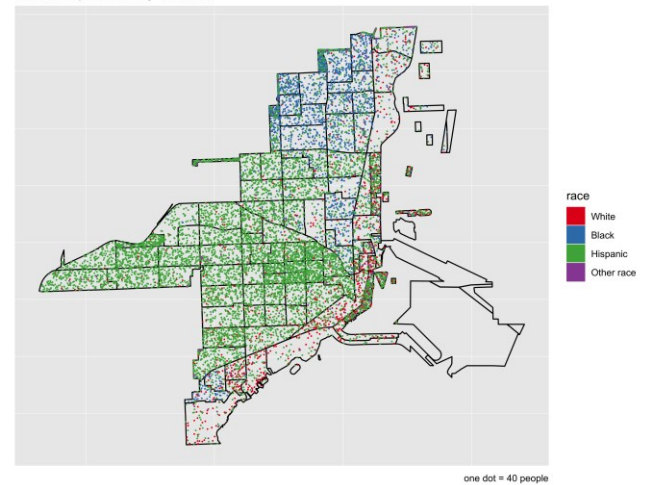 race
White
Black
Hispanic
Other race
one dot = 40 people